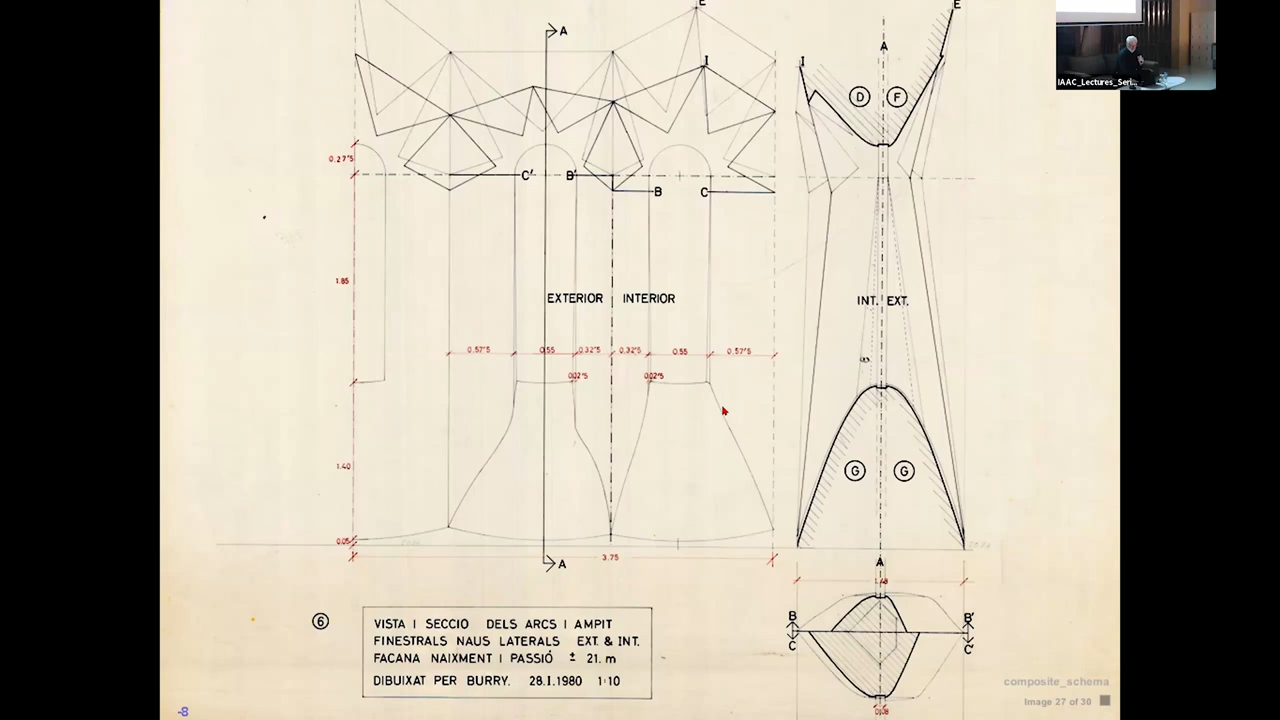 E
E
A
A
I
I
IAAC_Lectures_Seri...
D
F
0.27'5
C'
B'
B
C
1.85
EXTERIOR
INTERIOR
INT.
EXT.
0.57'5
0.55
0.32'5
0.32'5
0.55
0.57'5
0.02'5
0.02'5
1.40
G
G
0.05
3.75
A
A
B
B'
C
C'
6
VISTA I SECCIO DELS ARCS I AMPIT
FINESTRALS NAUS LATERALS EXT. & INT.
FAÇANA NAIXMENT I PASSIÓ ± 21. m
DIBUIXAT PER BURRY. 28.I.1980 1:10
composite_schema
Image 27 of 30
-8